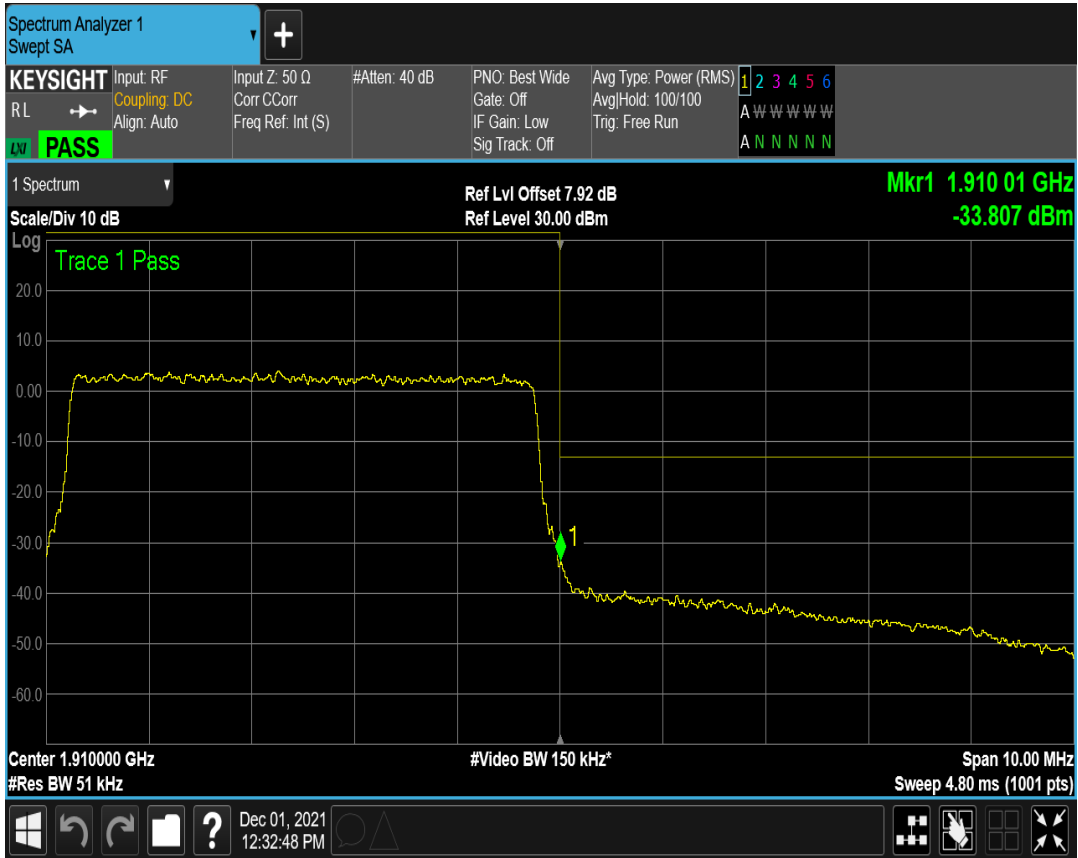 Spectrum Analyzer 1
Swept SA
KEYSIGHT
R L
LXI
PASS
Input: RF
Coupling: DC
Align: Auto
Input Z: 50 Ω
Corr CCorr
Freq Ref: Int (S)
#Atten: 40 dB
PNO: Best Wide
Gate: Off
IF Gain: Low
Sig Track: Off
Avg Type: Power (RMS)
Avg|Hold: 100/100
Trig: Free Run
1 2 3 4 5 6
A W W W W W
A N N N N N
1 Spectrum
Scale/Div 10 dB
Ref Lvl Offset 7.92 dB
Ref Level 30.00 dBm
Mkr1 1.910 01 GHz
-33.807 dBm
Log
Trace 1 Pass
20.0
10.0
0.00
-10.0
-20.0
-30.0
-40.0
-50.0
-60.0
1
Center 1.910000 GHz
#Res BW 51 kHz
#Video BW 150 kHz*
Span 10.00 MHz
Sweep 4.80 ms (1001 pts)
?
Dec 01, 2021
12:32:48 PM